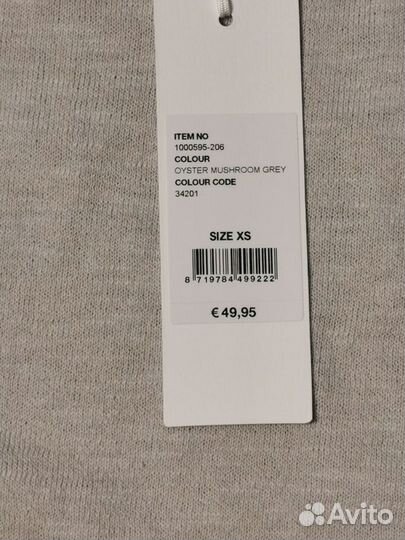 ITEM NO
1000595-206
COLOUR
OYSTER MUSHROOM GREY
COLOUR CODE
34201
SIZE XS
8 719784 499222
€ 49,95
Avito